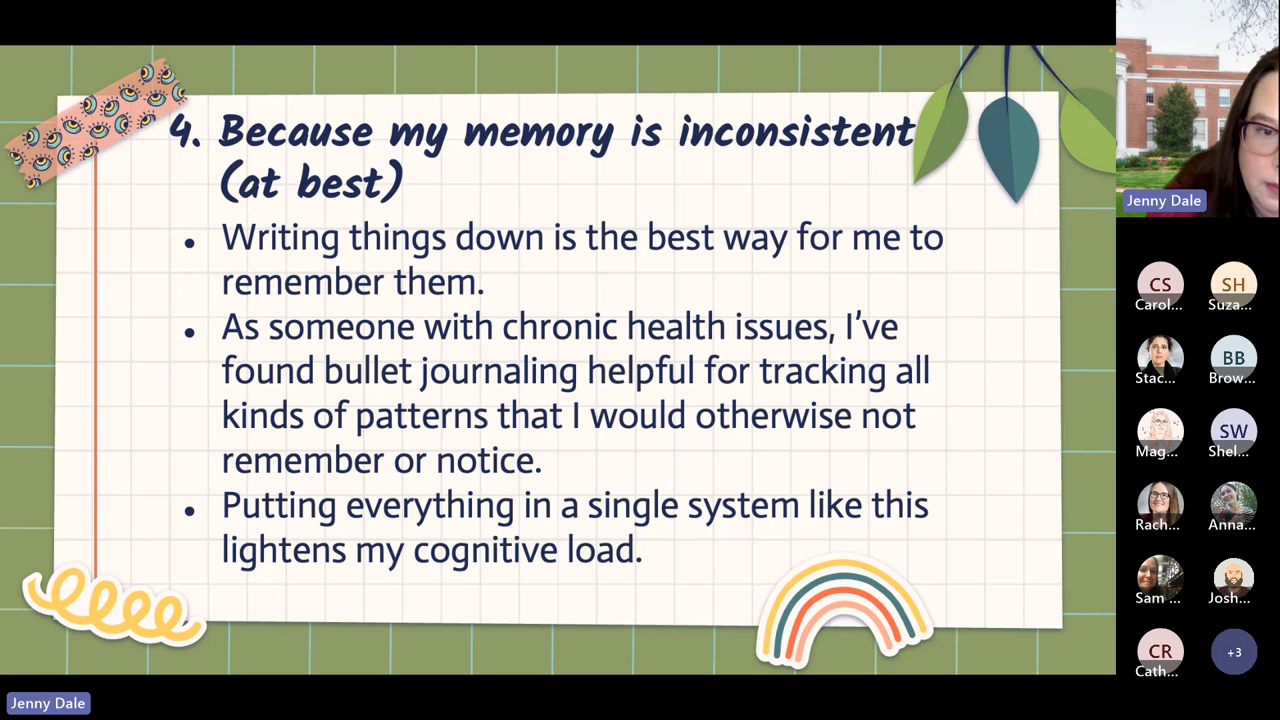 4. Because my memory is inconsistent
(at best)
• Writing things down is the best way for me to
remember them.
• As someone with chronic health issues, I've
found bullet journaling helpful for tracking all
kinds of patterns that I would otherwise not
remember or notice.
• Putting everything in a single system like this
lightens my cognitive load.
Jenny Dale
CS SH
Carol... Suza...
BB
Stac... Brow...
SW
Mag... Shel...
Rach... Anna...
Sam ... Josh...
CR +3
Cath...
Jenny Dale